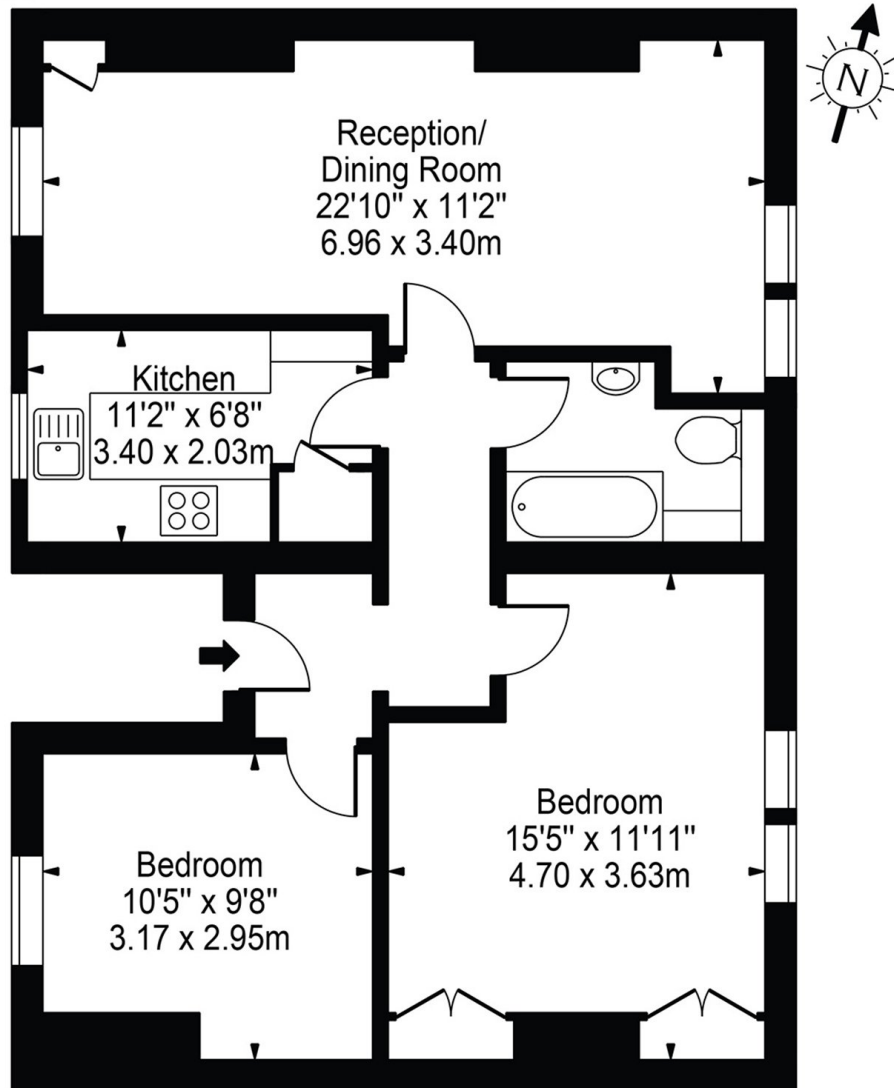 N
Reception/
Dining Room
22'10" x 11'2"
6.96 x 3.40m
Kitchen
11'2" x 6'8"
3.40 x 2.03m
Bedroom
15'5" x 11'11"
4.70 x 3.63m
Bedroom
10'5" x 9'8"
3.17 x 2.95m